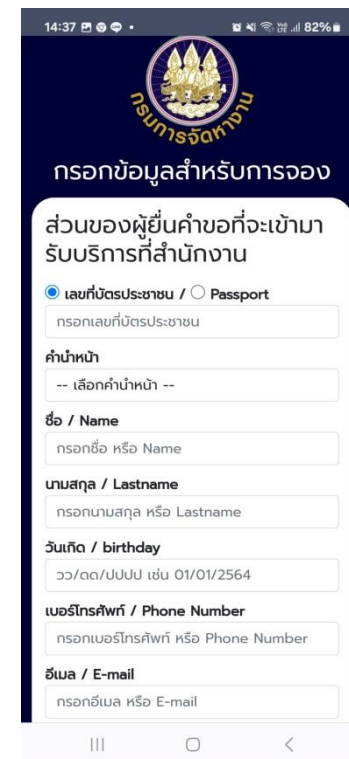 14:37
82%
กรมการจัดหางาน
กรอกข้อมูลสำหรับการจอง
ส่วนของผู้ยื่นคำขอที่จะเข้ามา
รับบริการที่สำนักงาน
เลขที่บัตรประชาชน / Passport
กรอกเลขที่บัตรประชาชน
คำนำหน้า
-- เลือกคำนำหน้า --
ชื่อ / Name
กรอกชื่อ หรือ Name
นามสกุล / Lastname
กรอกนามสกุล หรือ Lastname
วันเกิด / birthday
วว/ดด/ปปปป เช่น 01/01/2564
เบอร์โทรศัพท์ / Phone Number
กรอกเบอร์โทรศัพท์ หรือ Phone Number
อีเมล / E-mail
กรอกอีเมล หรือ E-mail